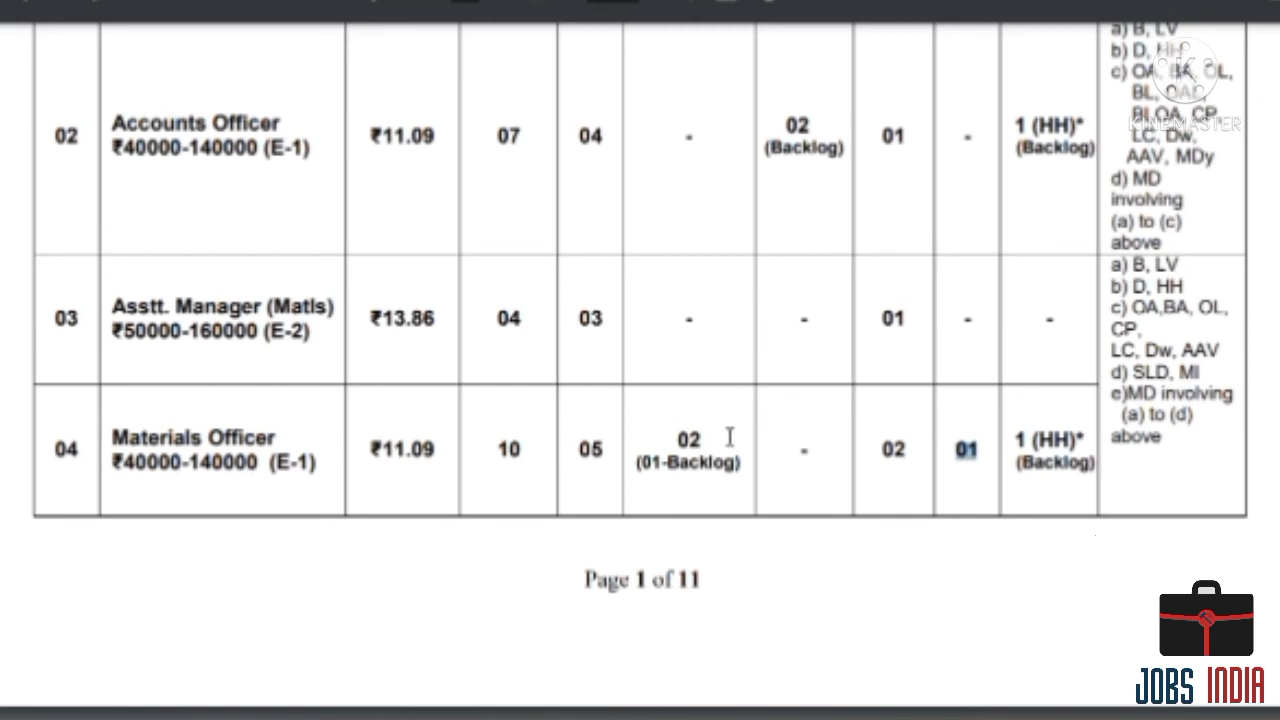 a) B, LV
b) D, HH
c) OA, BA, OL,
BL, OAL,
BLOA, CP,
LC, Dw,
AAV, MDy
d) MD
involving
(a) to (c)
above
02
Accounts Officer
₹40000-140000 (E-1)
₹11.09
07
04
-
02
(Backlog)
01
-
1 (HH)*
(Backlog)
KINEMASTER
03
Asstt. Manager (Matls)
₹50000-160000 (E-2)
₹13.86
04
03
-
-
01
-
-
a) B, LV
b) D, HH
c) OA,BA, OL,
CP,
LC, Dw, AAV
d) SLD, MI
e)MD involving
(a) to (d)
above
04
Materials Officer
₹40000-140000 (E-1)
₹11.09
10
05
02
(01-Backlog)
-
02
01
1 (HH)*
(Backlog)
Page 1 of 11
JOBS INDIA